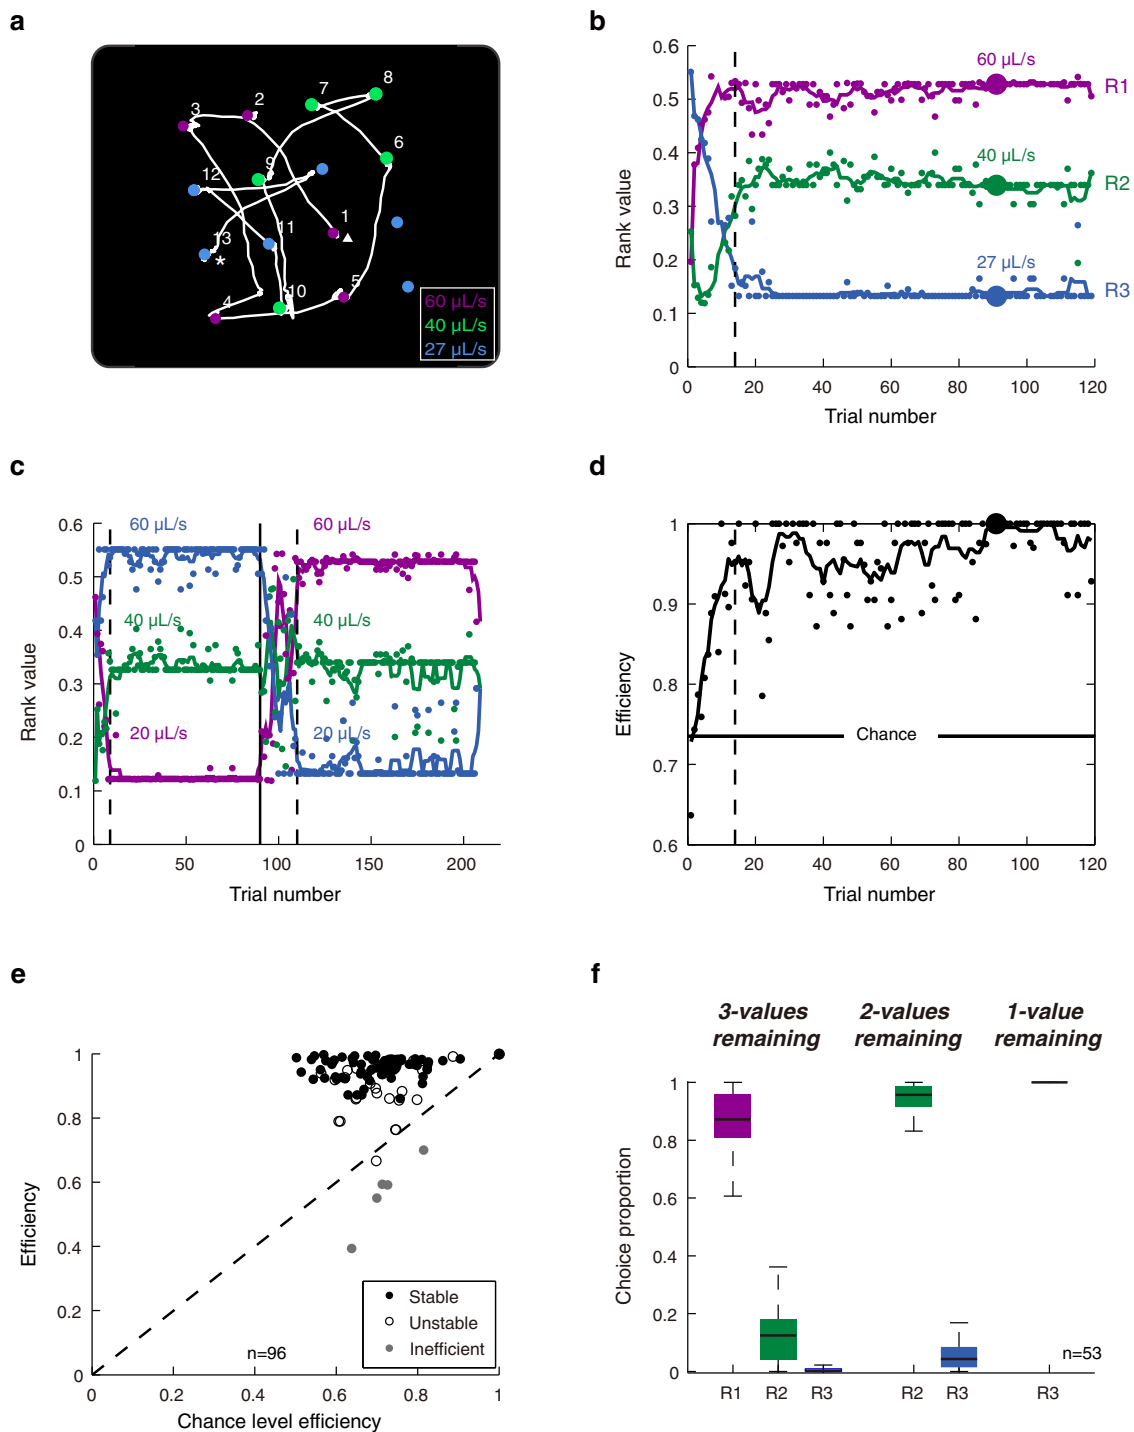 a
1
2
3
4
5
6
7
8
9
10
11
12
13
*
60 µL/s
40 µL/s
27 µL/s
b
0.6
0.5
0.4
0.3
0.2
0.1
0
Rank value
60 µL/s
40 µL/s
27 µL/s
R1
R2
R3
0 20 40 60 80 100 120
Trial number
c
0.6
0.5
0.4
0.3
0.2
0.1
0
Rank value
60 µL/s
40 µL/s
20 µL/s
60 µL/s
40 µL/s
20 µL/s
0 50 100 150 200
Trial number
d
1
0.9
0.8
0.7
0.6
Efficiency
Chance
0 20 40 60 80 100 120
Trial number
e
1
0.8
0.6
0.4
0.2
0
Efficiency
n=96
Stable
Unstable
Inefficient
0 0.2 0.4 0.6 0.8 1
Chance level efficiency
f
3-values remaining
2-values remaining
1-value remaining
1
0.8
0.6
0.4
0.2
0
Choice proportion
n=53
R1 R2 R3 R2 R3 R3